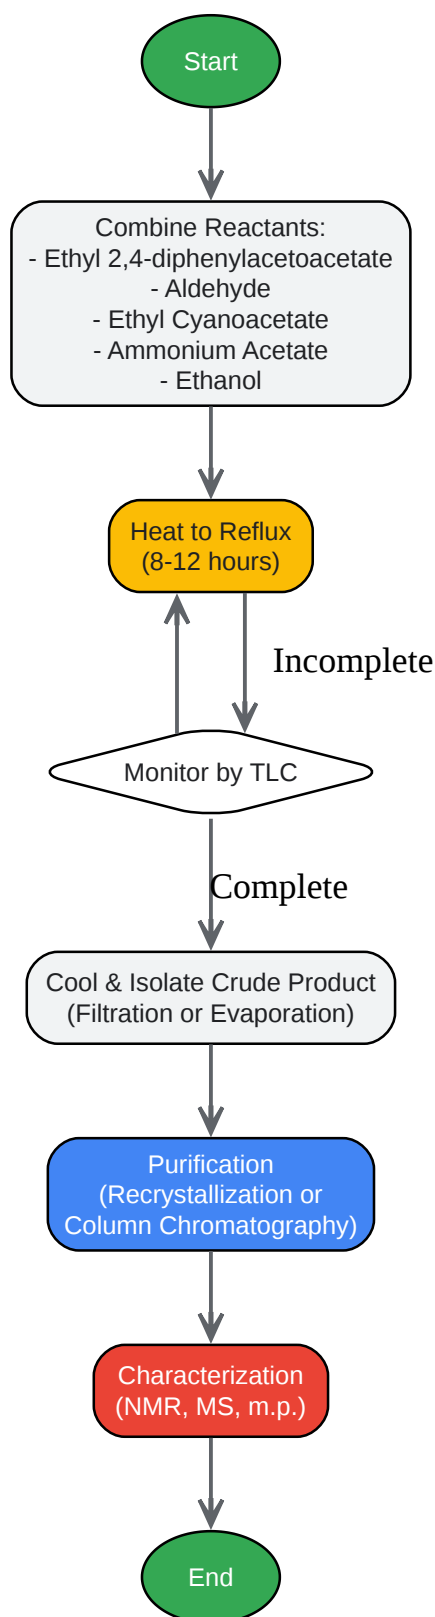 Start
Combine Reactants:
- Ethyl 2,4-diphenylacetoacetate
- Aldehyde
- Ethyl Cyanoacetate
- Ammonium Acetate
- Ethanol
Heat to Reflux
(8-12 hours)
Incomplete
Monitor by TLC
Complete
Cool & Isolate Crude Product
(Filtration or Evaporation)
Purification
(Recrystallization or
Column Chromatography)
Characterization
(NMR, MS, m.p.)
End